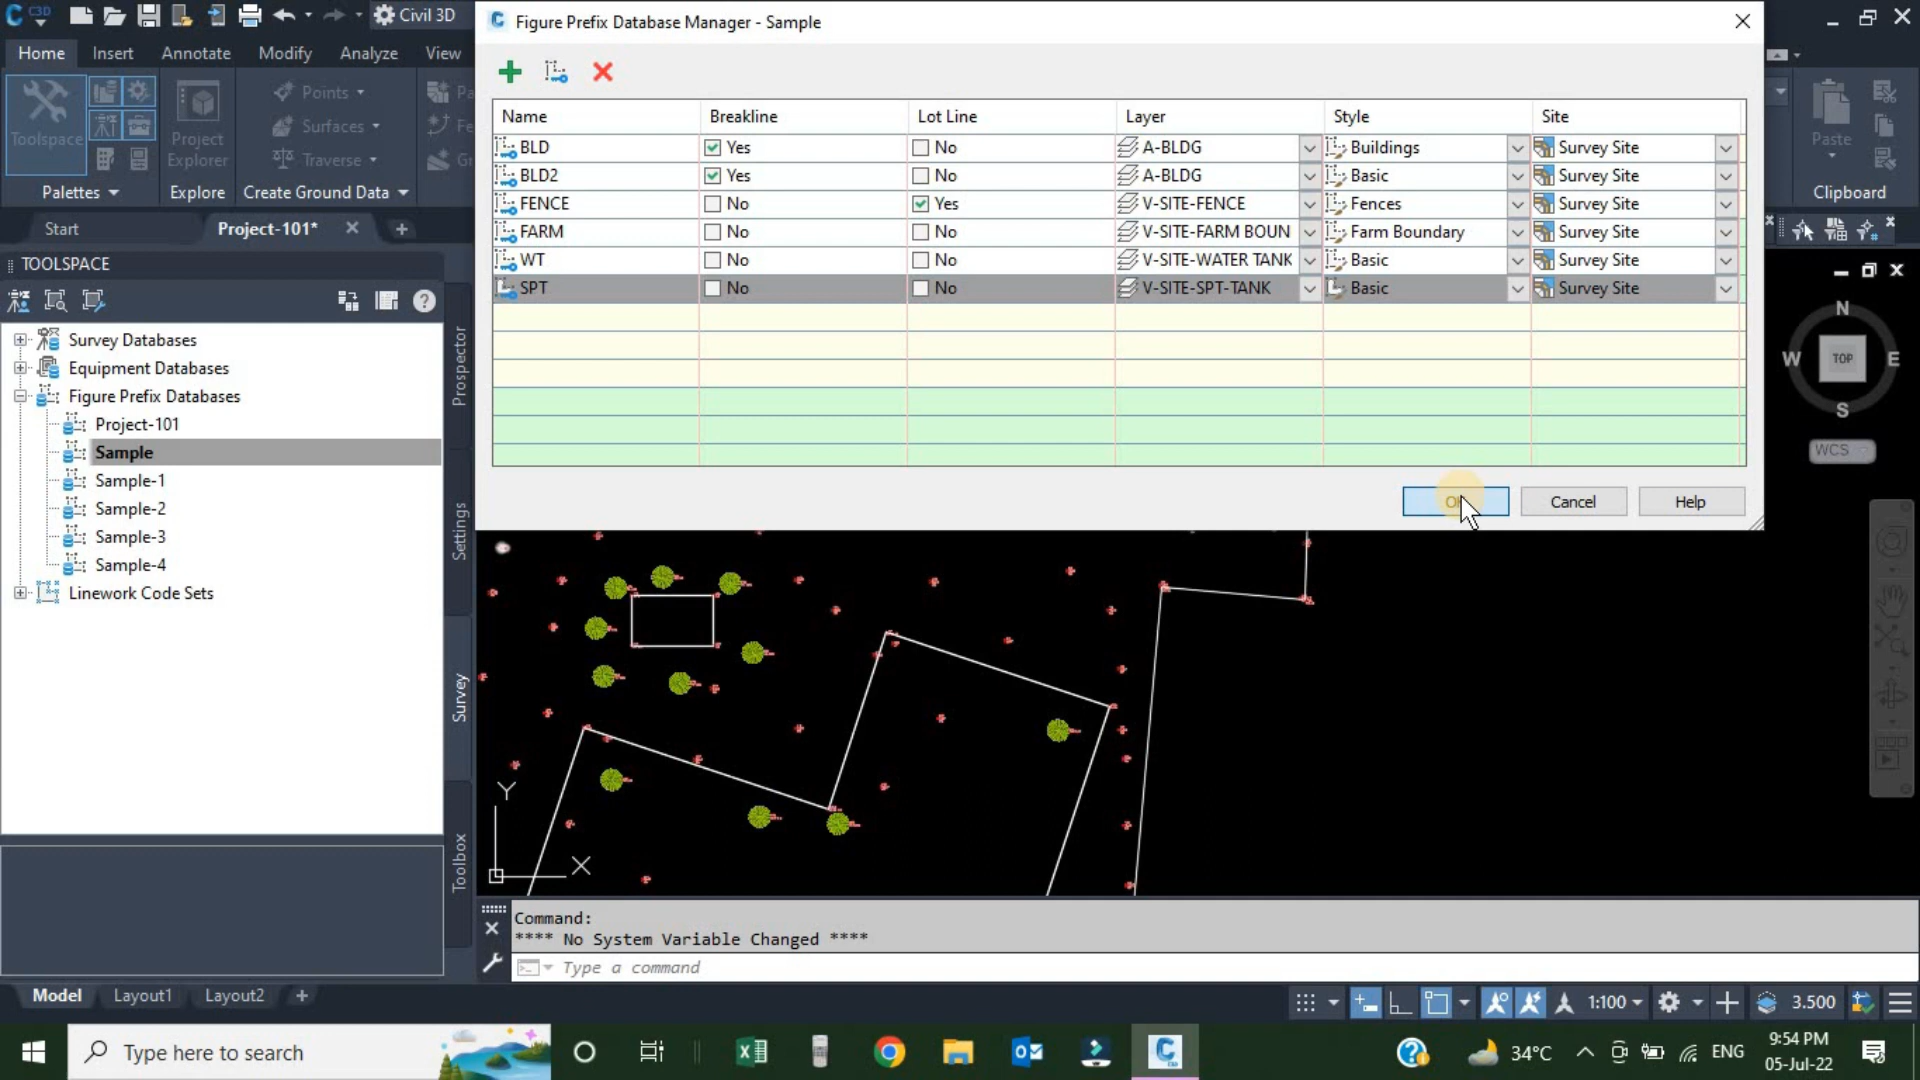 C3D
Civil 3D
Figure Prefix Database Manager - Sample
Home Insert Annotate Modify Analyze View
Toolspace
Project Explorer
Points
Surfaces
Traverse
Paste
Palettes Explore Create Ground Data
Clipboard
Start Project-101*
TOOLSPACE
Name Breakline Lot Line Layer Style Site
BLD Yes No A-BLDG Buildings Survey Site
BLD2 Yes No A-BLDG Basic Survey Site
FENCE No Yes V-SITE-FENCE Fences Survey Site
FARM No No V-SITE-FARM BOUN Farm Boundary Survey Site
WT No No V-SITE-WATER TANK Basic Survey Site
SPT No No V-SITE-SPT-TANK Basic Survey Site
Cancel Help
Survey Databases
Equipment Databases
Figure Prefix Databases
Project-101
Sample
Sample-1
Sample-2
Sample-3
Sample-4
Linework Code Sets
Prospector
Settings
Survey
Toolbox
N
W TOP E
S
WCS
Y
X
Command:
**** No System Variable Changed ****
Type a command
Model Layout1 Layout2
1:100 3.500
Type here to search
34°C
ENG
9:54 PM
05-Jul-22